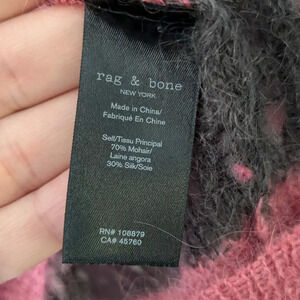 rag & bone
NEW YORK
Made in China/
Fabriqué En Chine
Self/Tissu Principal
70% Mohair/
Laine angora
30% Silk/Soie
RN# 108879
CA# 45760